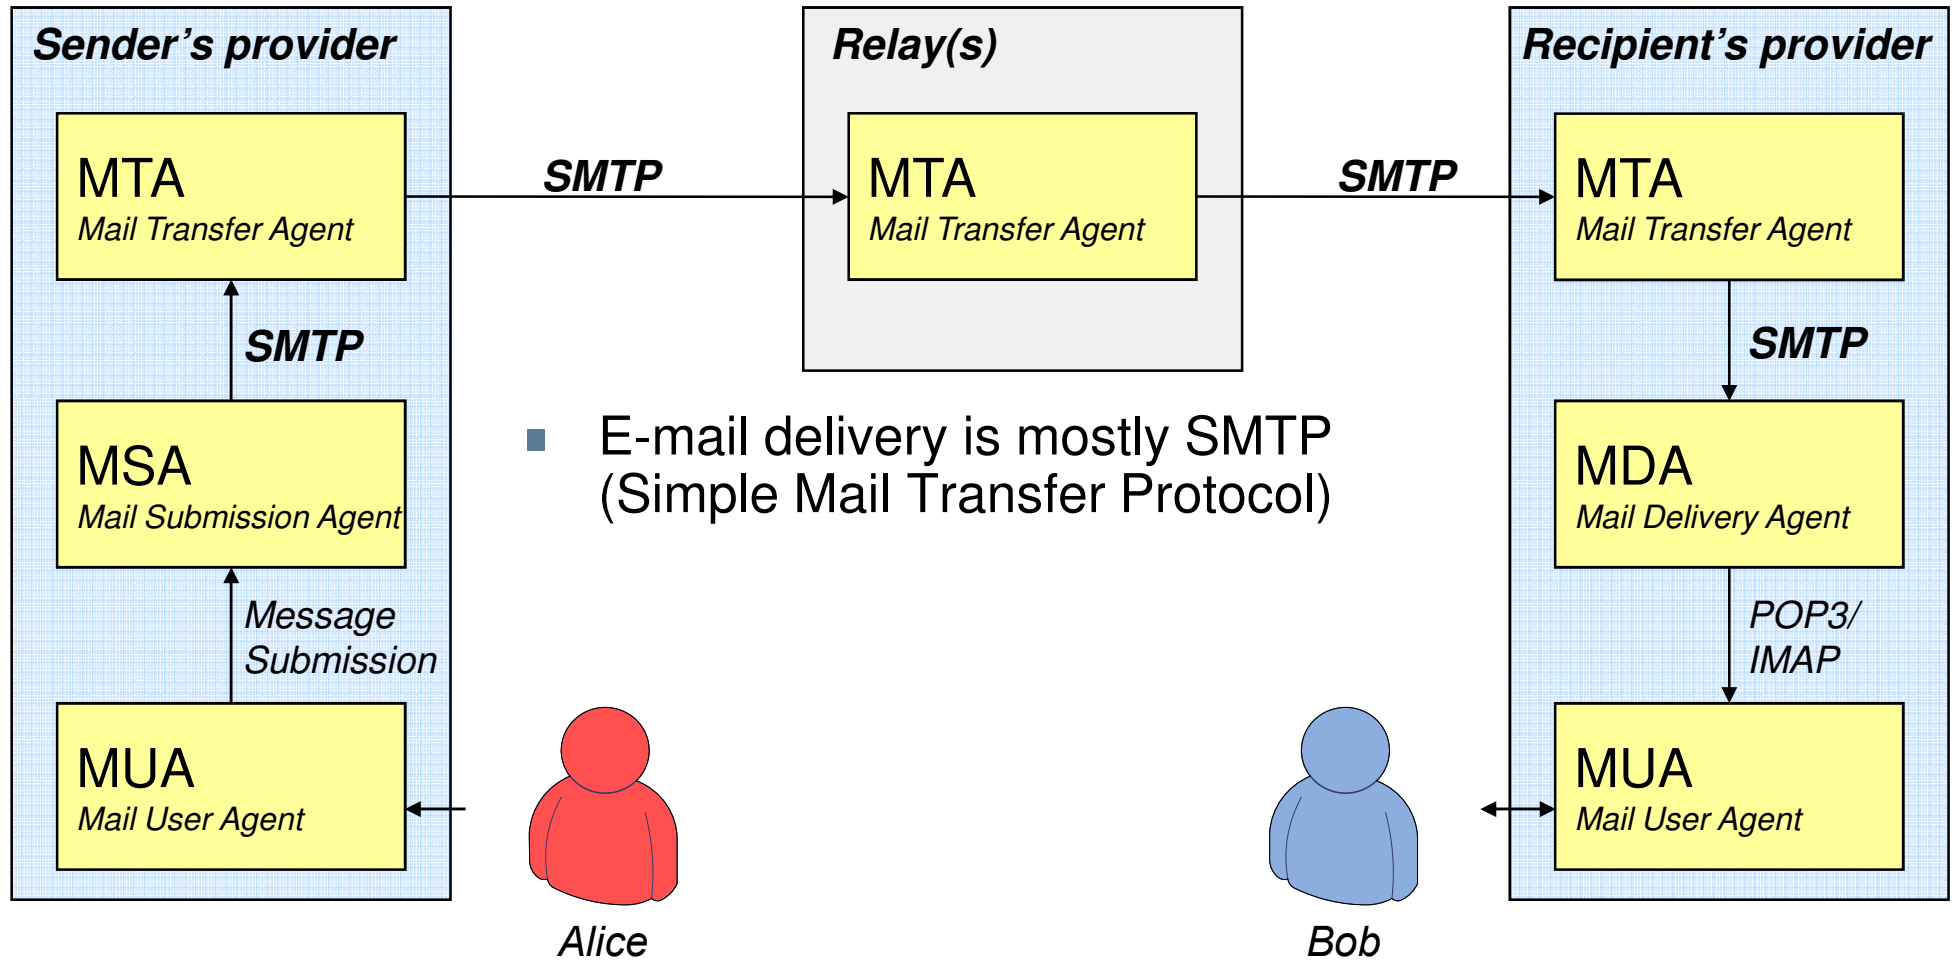 Sender's provider
MTA
Mail Transfer Agent
SMTP
MSA
Mail Submission Agent
Message
Submission
MUA
Mail User Agent
SMTP
Relay(s)
MTA
Mail Transfer Agent
SMTP
E-mail delivery is mostly SMTP
(Simple Mail Transfer Protocol)
Alice
Bob
Recipient's provider
MTA
Mail Transfer Agent
SMTP
MDA
Mail Delivery Agent
POP3/
IMAP
MUA
Mail User Agent